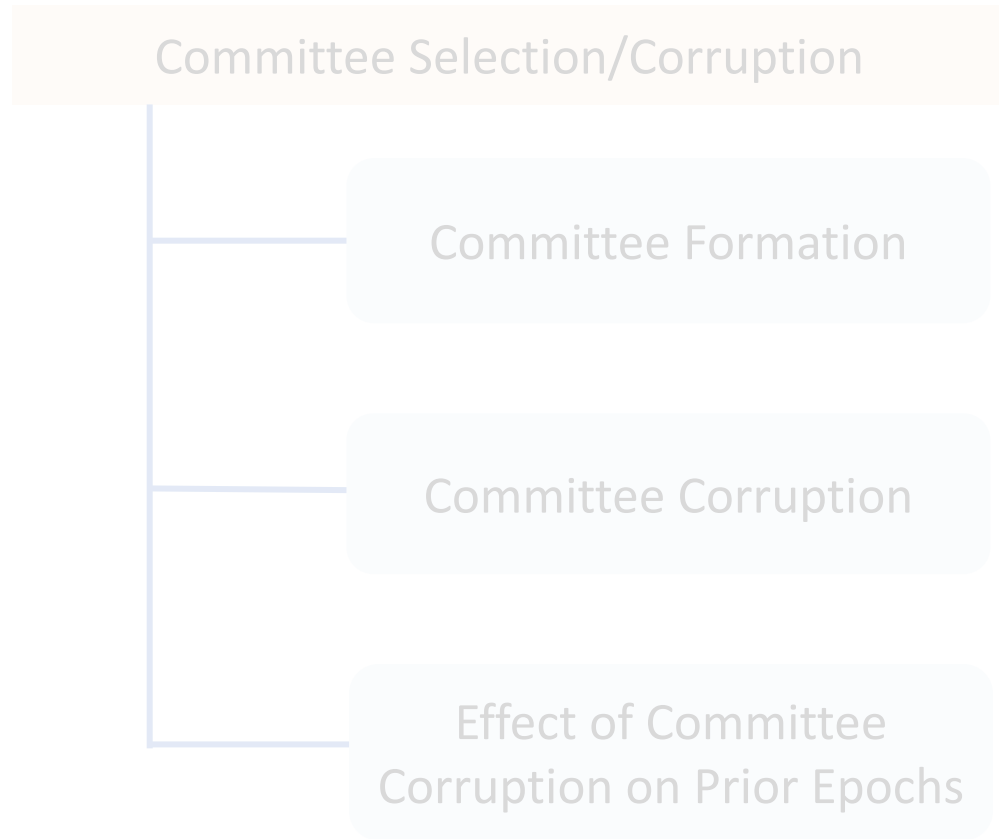 Committee Selection/Corruption
Committee Formation
Committee Corruption
Effect of Committee
Corruption on Prior Epochs